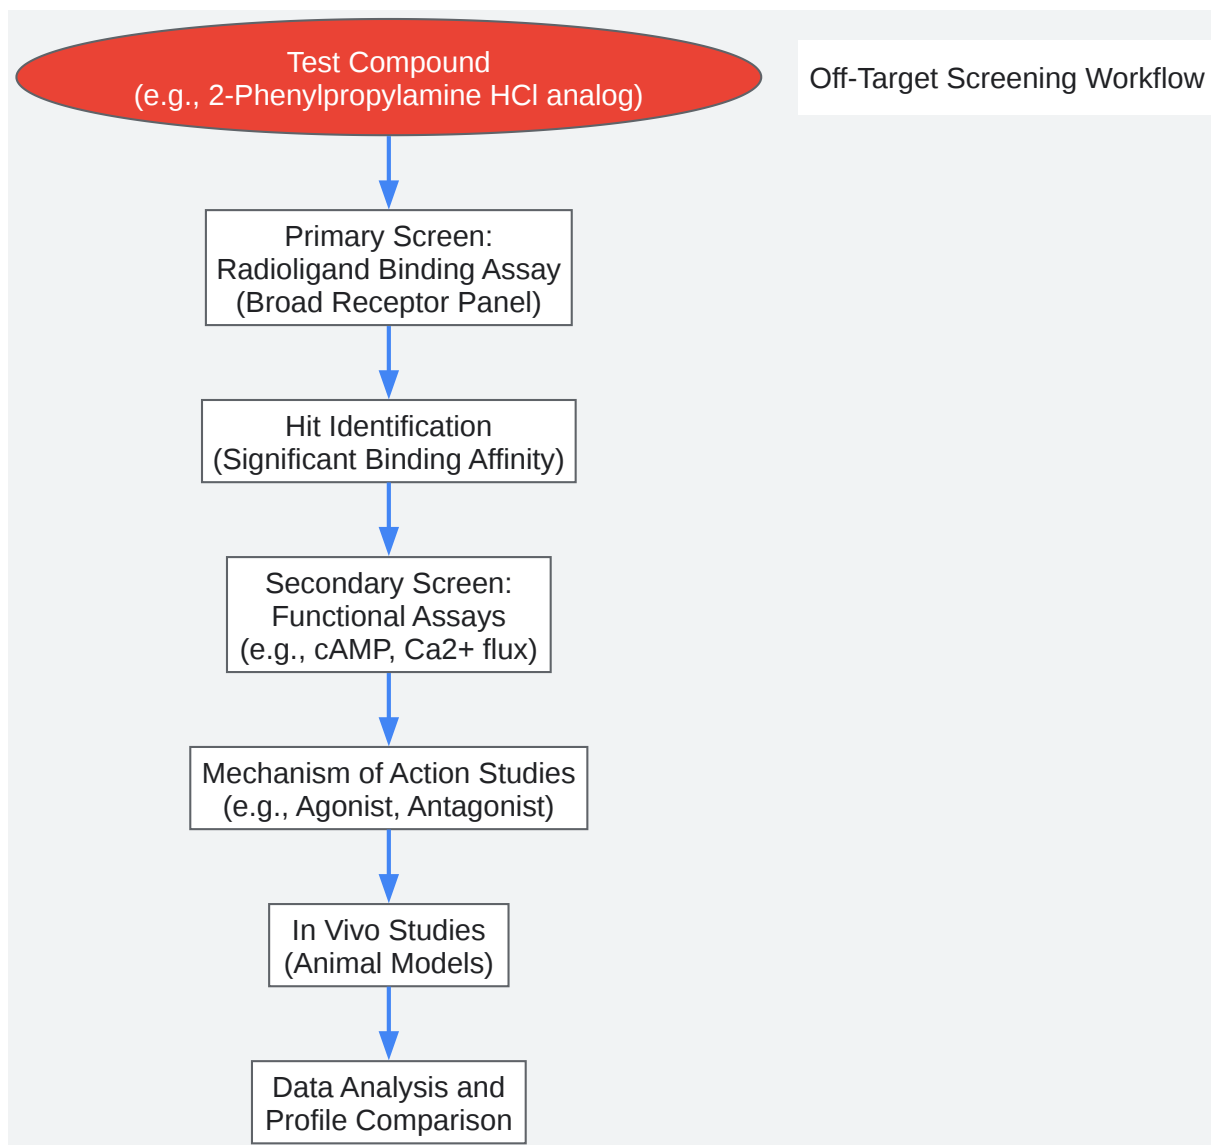 Test Compound
(e.g., 2-Phenylpropylamine HCl analog)
Off-Target Screening Workflow
Primary Screen:
Radioligand Binding Assay
(Broad Receptor Panel)
Hit Identification
(Significant Binding Affinity)
Secondary Screen:
Functional Assays
(e.g., cAMP, Ca2+ flux)
Mechanism of Action Studies
(e.g., Agonist, Antagonist)
In Vivo Studies
(Animal Models)
Data Analysis and
Profile Comparison